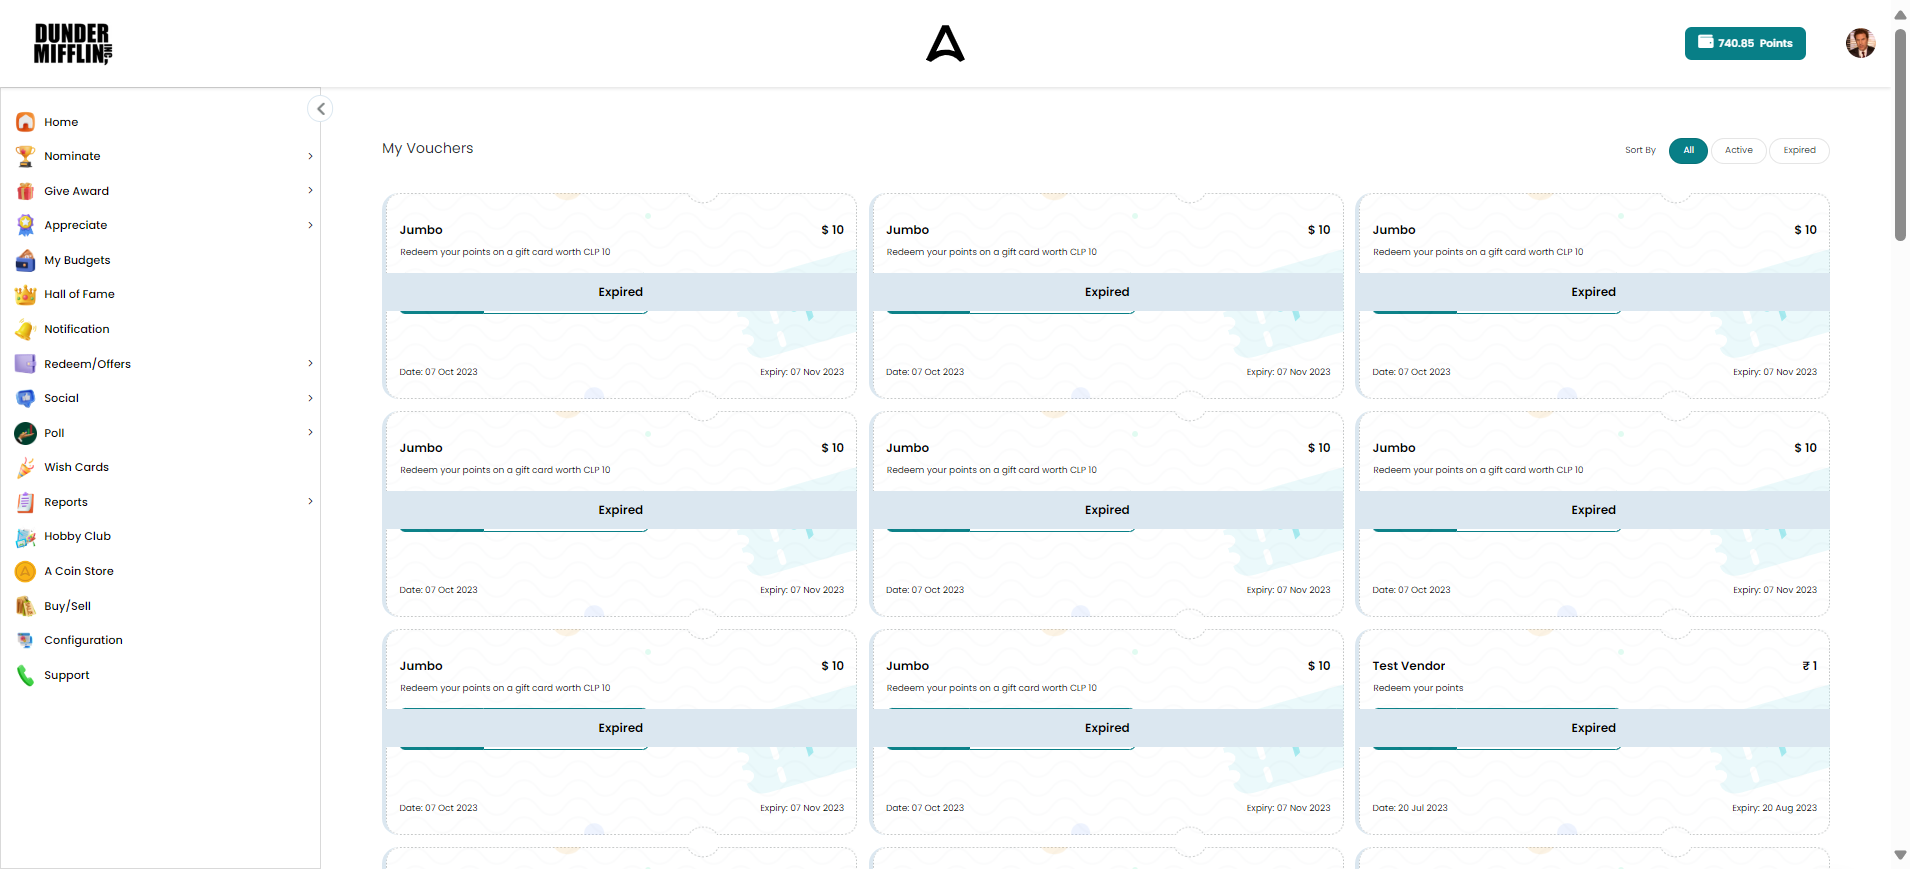 DUNDER
MIFFLIN, INC
740.85 Points
Home
Nominate
Give Award
Appreciate
My Budgets
Hall of Fame
Notification
Redeem/Offers
Social
Poll
Wish Cards
Reports
Hobby Club
A Coin Store
Buy/Sell
Configuration
Support
My Vouchers
Sort By All Active Expired
Jumbo $ 10
Redeem your points on a gift card worth CLP 10
Expired
Date: 07 Oct 2023 Expiry: 07 Nov 2023
Jumbo $ 10
Redeem your points on a gift card worth CLP 10
Expired
Date: 07 Oct 2023 Expiry: 07 Nov 2023
Jumbo $ 10
Redeem your points on a gift card worth CLP 10
Expired
Date: 07 Oct 2023 Expiry: 07 Nov 2023
Jumbo $ 10
Redeem your points on a gift card worth CLP 10
Expired
Date: 07 Oct 2023 Expiry: 07 Nov 2023
Jumbo $ 10
Redeem your points on a gift card worth CLP 10
Expired
Date: 07 Oct 2023 Expiry: 07 Nov 2023
Jumbo $ 10
Redeem your points on a gift card worth CLP 10
Expired
Date: 07 Oct 2023 Expiry: 07 Nov 2023
Jumbo $ 10
Redeem your points on a gift card worth CLP 10
Expired
Date: 07 Oct 2023 Expiry: 07 Nov 2023
Jumbo $ 10
Redeem your points on a gift card worth CLP 10
Expired
Date: 07 Oct 2023 Expiry: 07 Nov 2023
Test Vendor ₹ 1
Redeem your points
Expired
Date: 20 Jul 2023 Expiry: 20 Aug 2023